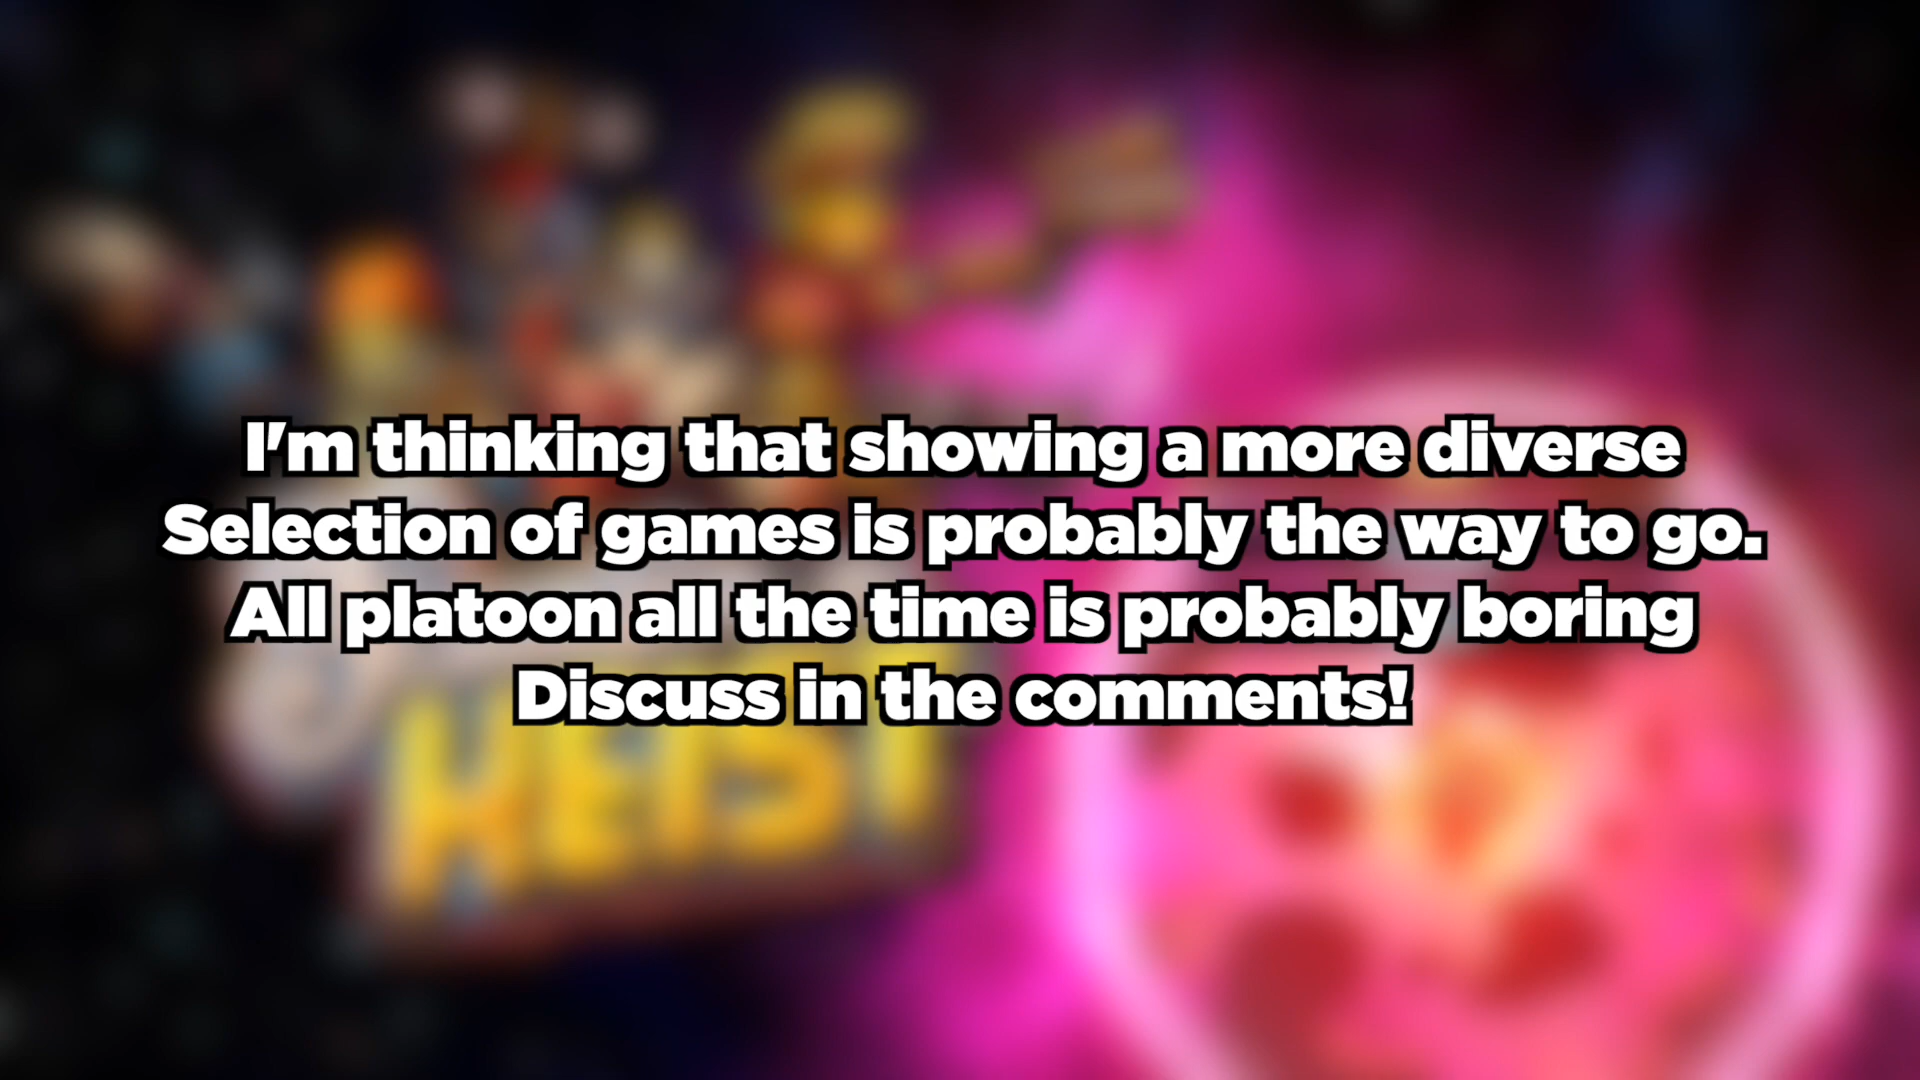 I'm thinking that showing a more diverse
Selection of games is probably the way to go.
All platoon all the time is probably boring
Discuss in the comments!
HEIST